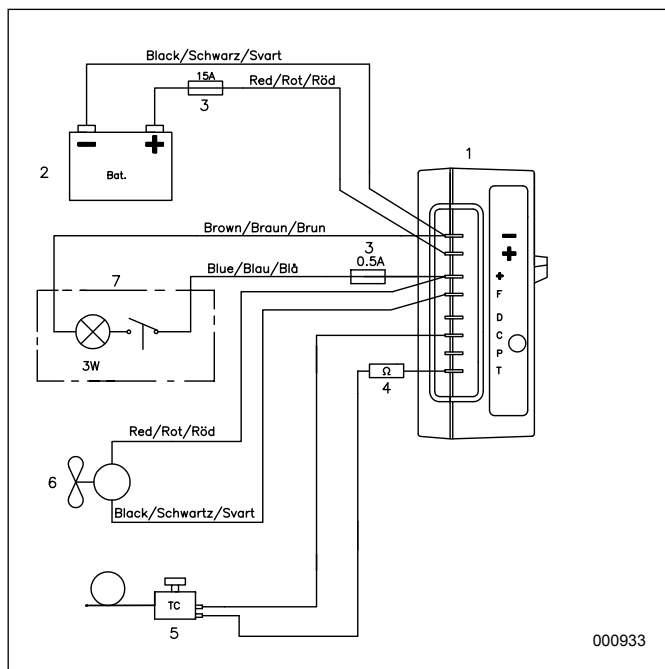 Black/Schwarz/Svart
15A
Red/Rot/Röd
3
1
2
Bat.
Brown/Braun/Brun
3
0.5A
Blue/Blau/Blå
7
F
D
C
P
T
3W
Ω
4
Red/Rot/Röd
6
Black/Schwartz/Svart
TC
5
000933